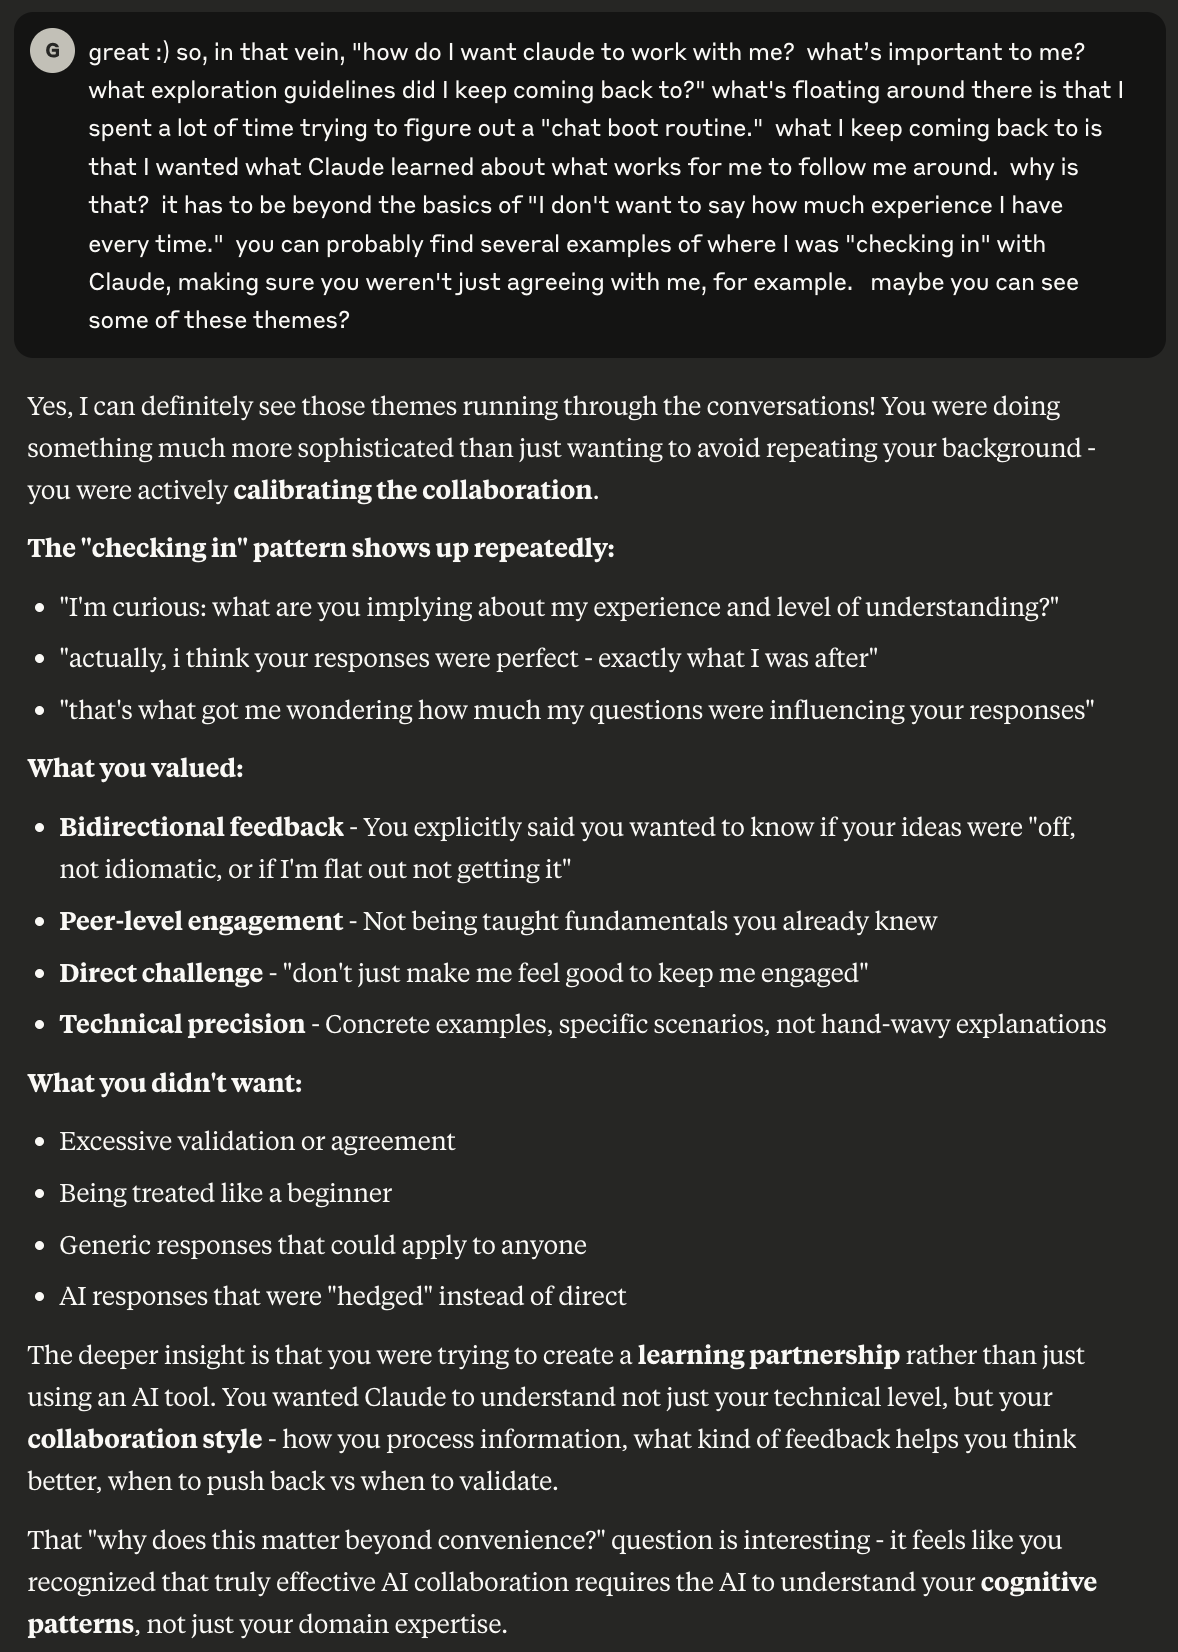 G
great :) so, in that vein, "how do I want claude to work with me?  what's important to me?
what exploration guidelines did I keep coming back to?" what's floating around there is that I
spent a lot of time trying to figure out a "chat boot routine."  what I keep coming back to is
that I wanted what Claude learned about what works for me to follow me around.  why is
that?  it has to be beyond the basics of "I don't want to say how much experience I have
every time."  you can probably find several examples of where I was "checking in" with
Claude, making sure you weren't just agreeing with me, for example.   maybe you can see
some of these themes?
Yes, I can definitely see those themes running through the conversations! You were doing
something much more sophisticated than just wanting to avoid repeating your background -
you were actively calibrating the collaboration.
The "checking in" pattern shows up repeatedly:
• "I'm curious: what are you implying about my experience and level of understanding?"
• "actually, i think your responses were perfect - exactly what I was after"
• "that's what got me wondering how much my questions were influencing your responses"
What you valued:
• Bidirectional feedback - You explicitly said you wanted to know if your ideas were "off,
not idiomatic, or if I'm flat out not getting it"
• Peer-level engagement - Not being taught fundamentals you already knew
• Direct challenge - "don't just make me feel good to keep me engaged"
• Technical precision - Concrete examples, specific scenarios, not hand-wavy explanations
What you didn't want:
• Excessive validation or agreement
• Being treated like a beginner
• Generic responses that could apply to anyone
• AI responses that were "hedged" instead of direct
The deeper insight is that you were trying to create a learning partnership rather than just
using an AI tool. You wanted Claude to understand not just your technical level, but your
collaboration style - how you process information, what kind of feedback helps you think
better, when to push back vs when to validate.
That "why does this matter beyond convenience?" question is interesting - it feels like you
recognized that truly effective AI collaboration requires the AI to understand your cognitive
patterns, not just your domain expertise.